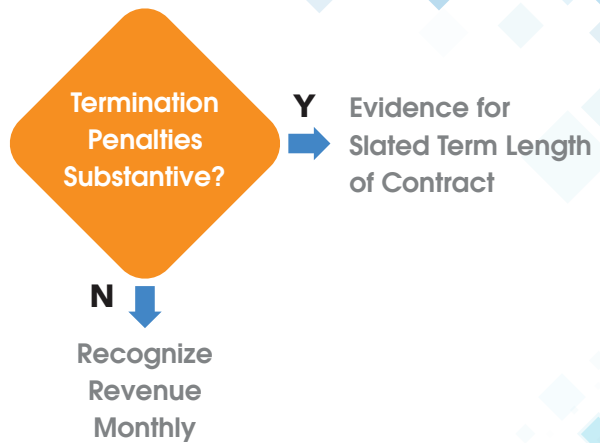 Termination
Penalties
Substantive?
Y
Evidence for
Slated Term Length
of Contract
N
Recognize
Revenue
Monthly